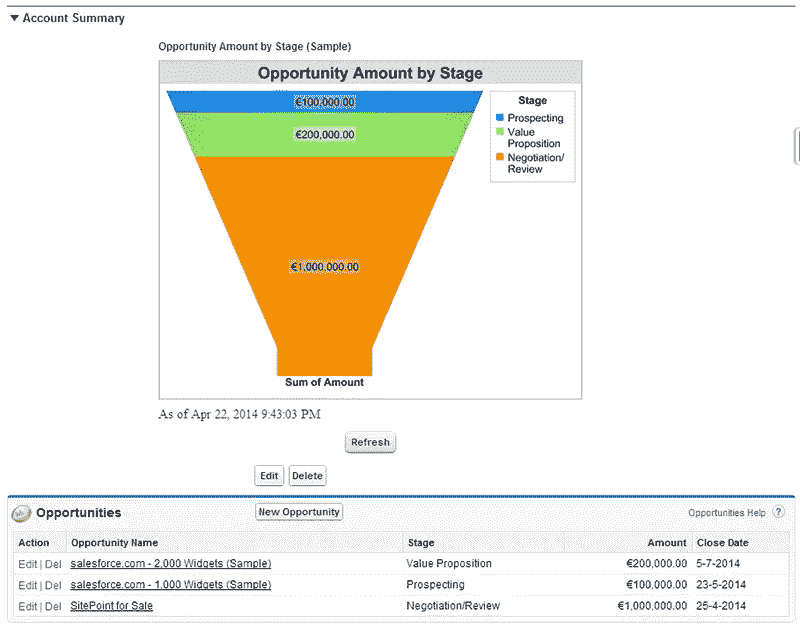 Account Summary
Opportunity Amount by Stage (Sample)
Opportunity Amount by Stage
€100,000.00
€200,000.00
€1,000,000.00
Sum of Amount
Stage
Prospecting
Value
Proposition
Negotiation/
Review
As of Apr 22, 2014 9:43:03 PM
Refresh
Edit Delete
Opportunities New Opportunity Opportunities Help ?
Action Opportunity Name Stage Amount Close Date
Edit | Del salesforce.com - 2,000 Widgets (Sample) Value Proposition €200,000.00 5-7-2014
Edit | Del salesforce.com - 1,000 Widgets (Sample) Prospecting €100,000.00 23-5-2014
Edit | Del SitePoint for Sale Negotiation/Review €1,000,000.00 25-4-2014